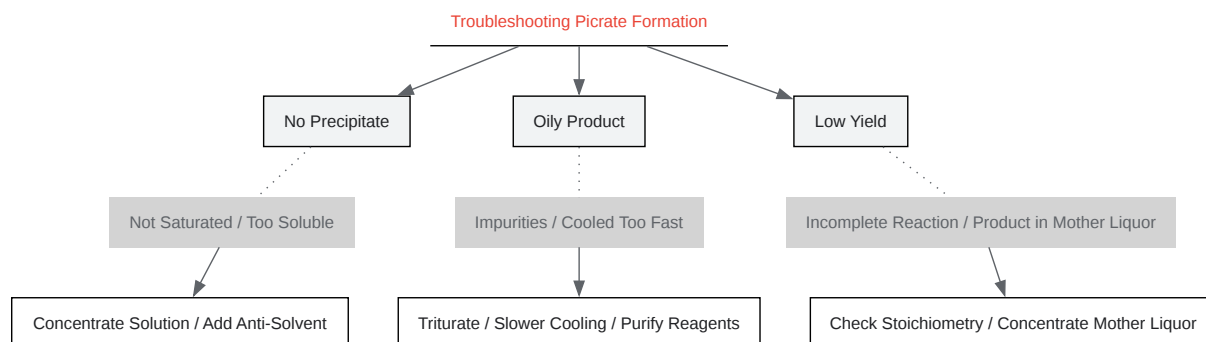 Troubleshooting Picrate Formation
No Precipitate
Oily Product
Low Yield
Not Saturated / Too Soluble
Impurities / Cooled Too Fast
Incomplete Reaction / Product in Mother Liquor
Concentrate Solution / Add Anti-Solvent
Triturate / Slower Cooling / Purify Reagents
Check Stoichiometry / Concentrate Mother Liquor